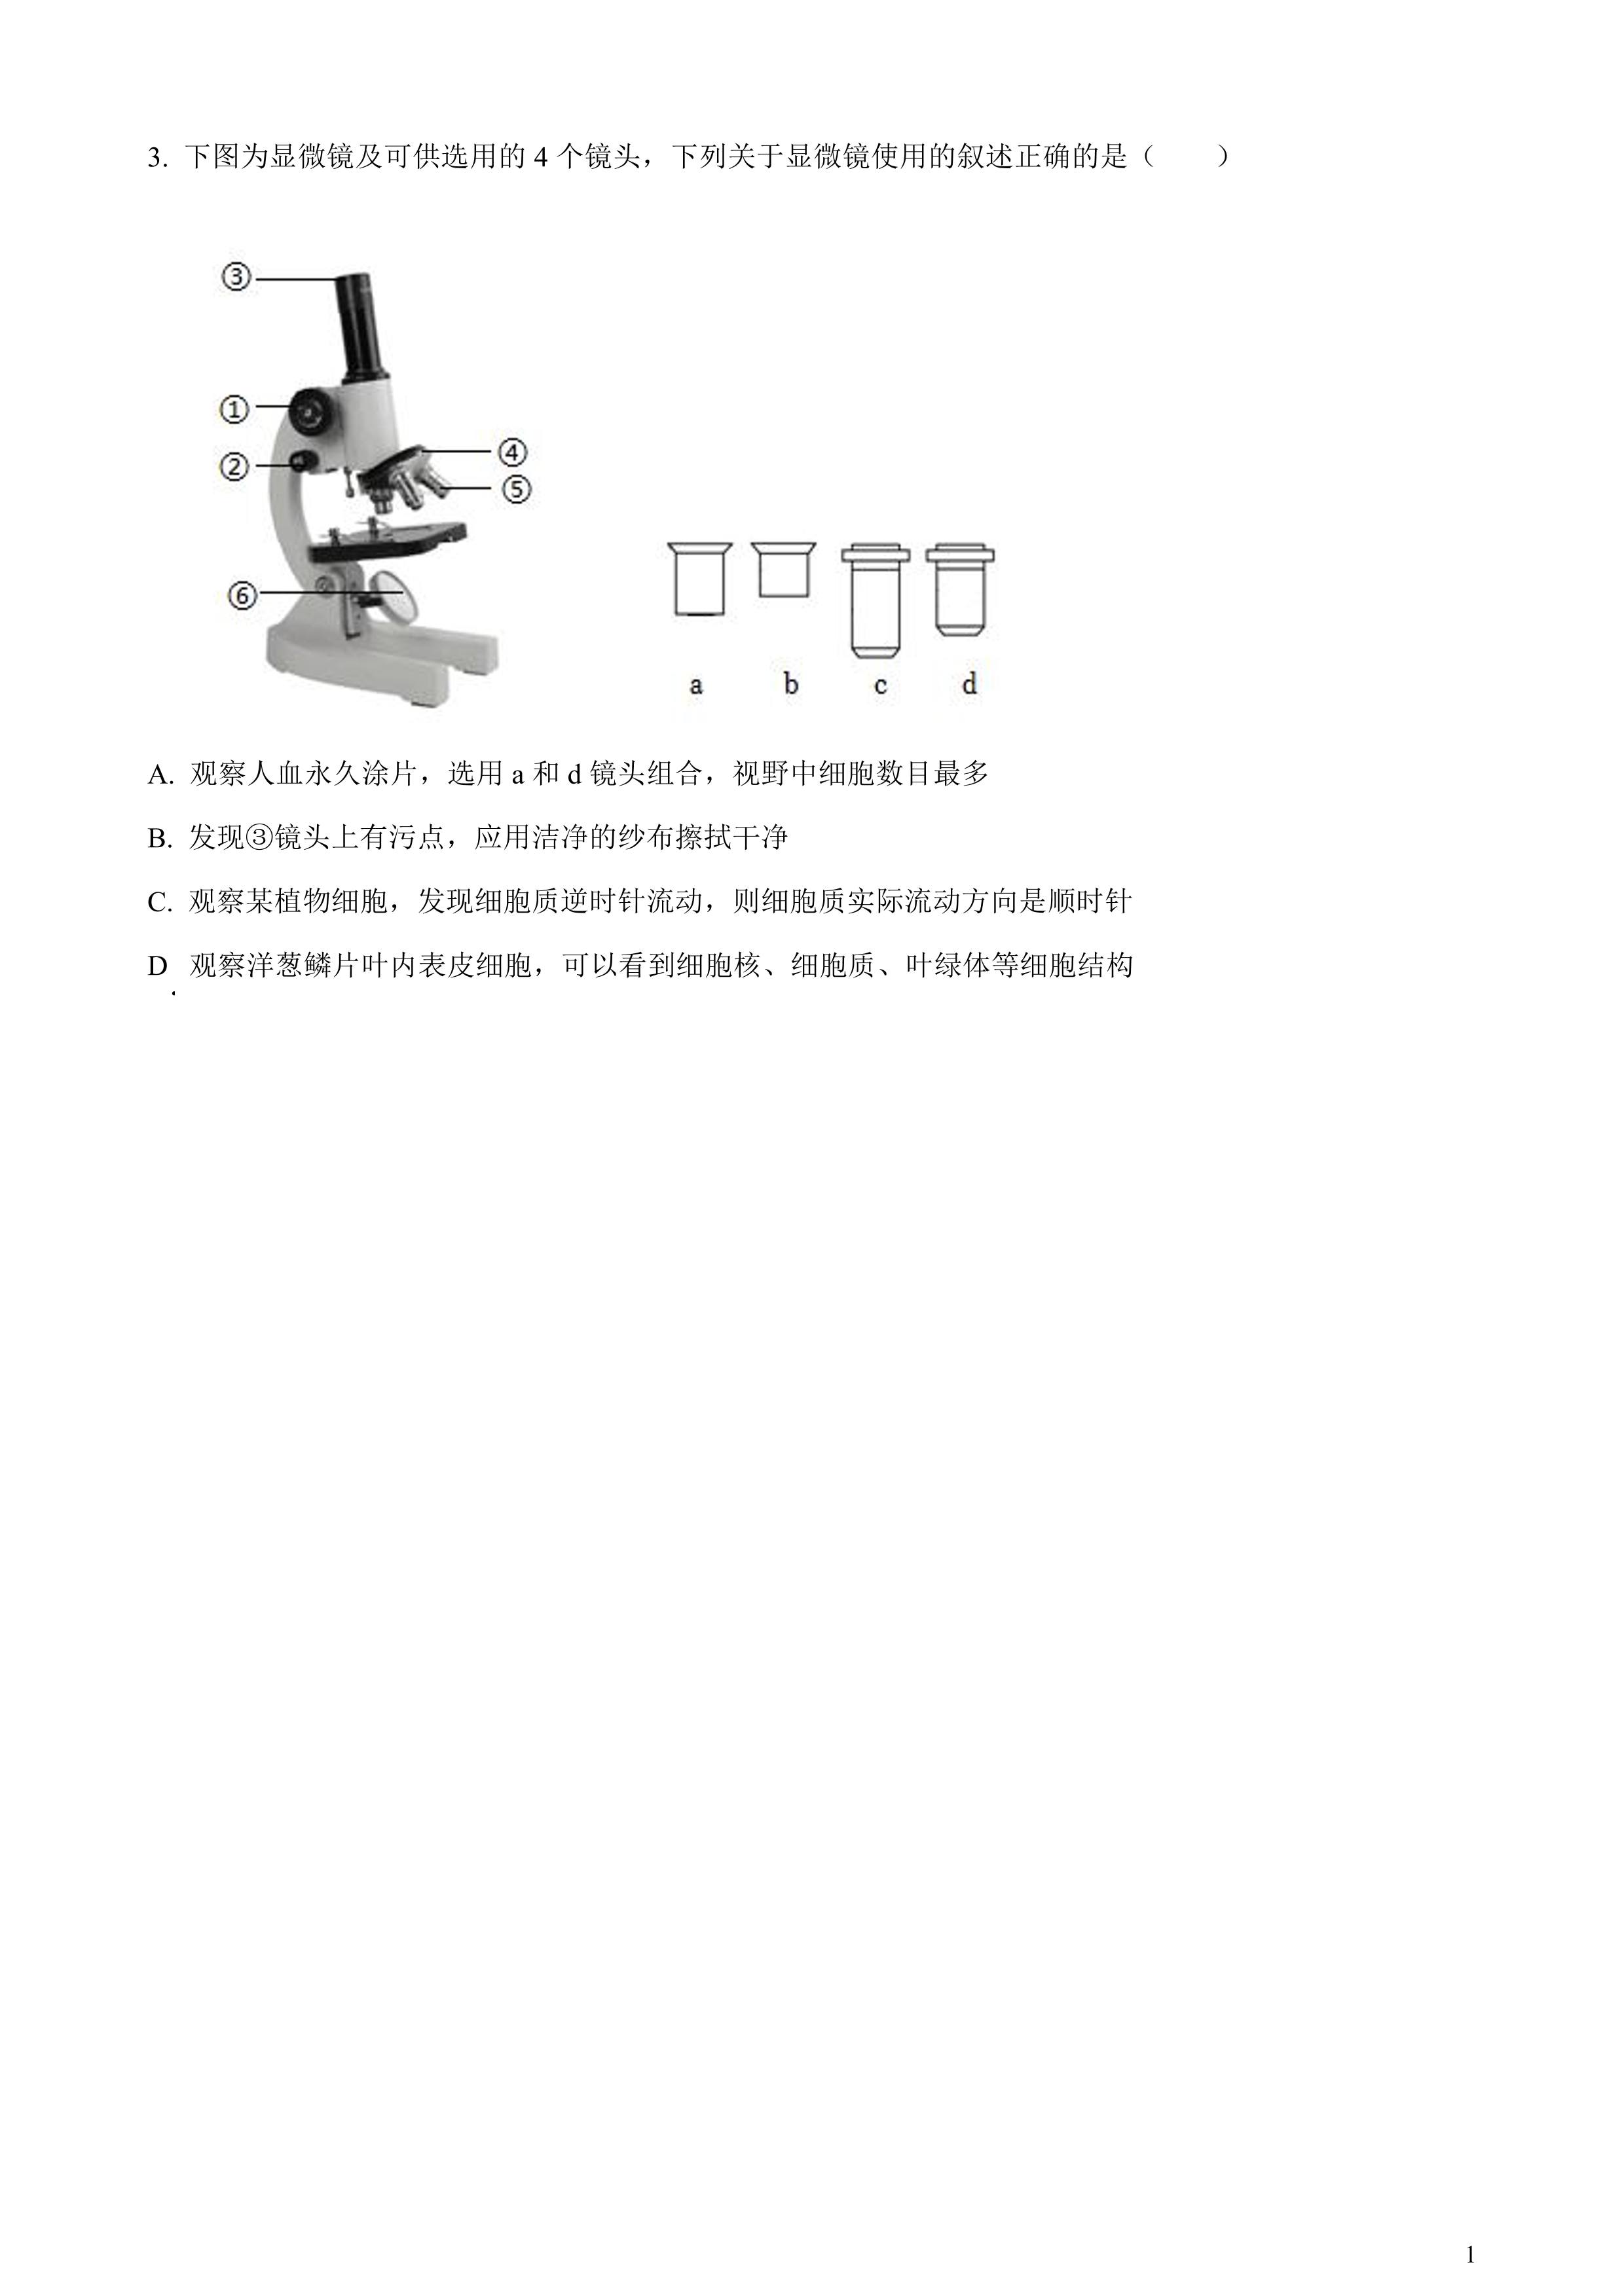 3. 下图为显微镜及可供选用的 4 个镜头，下列关于显微镜使用的叙述正确的是（　　）
③
①
②
④
⑤
⑥
a b c d
A. 观察人血永久涂片，选用 a 和 d 镜头组合，视野中细胞数目最多
B. 发现③镜头上有污点，应用洁净的纱布擦拭干净
C. 观察某植物细胞，发现细胞质逆时针流动，则细胞质实际流动方向是顺时针
D. 观察洋葱鳞片叶内表皮细胞，可以看到细胞核、细胞质、叶绿体等细胞结构
1